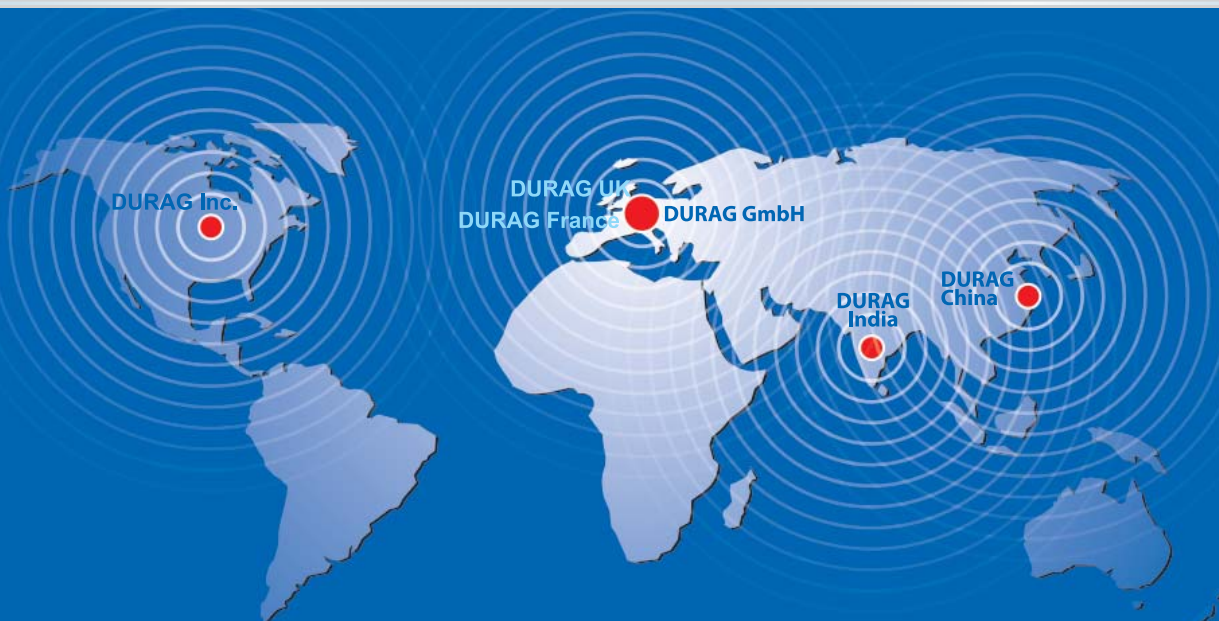 DURAG Inc.
DURAG UK
DURAG France
DURAG GmbH
DURAG
India
DURAG
China